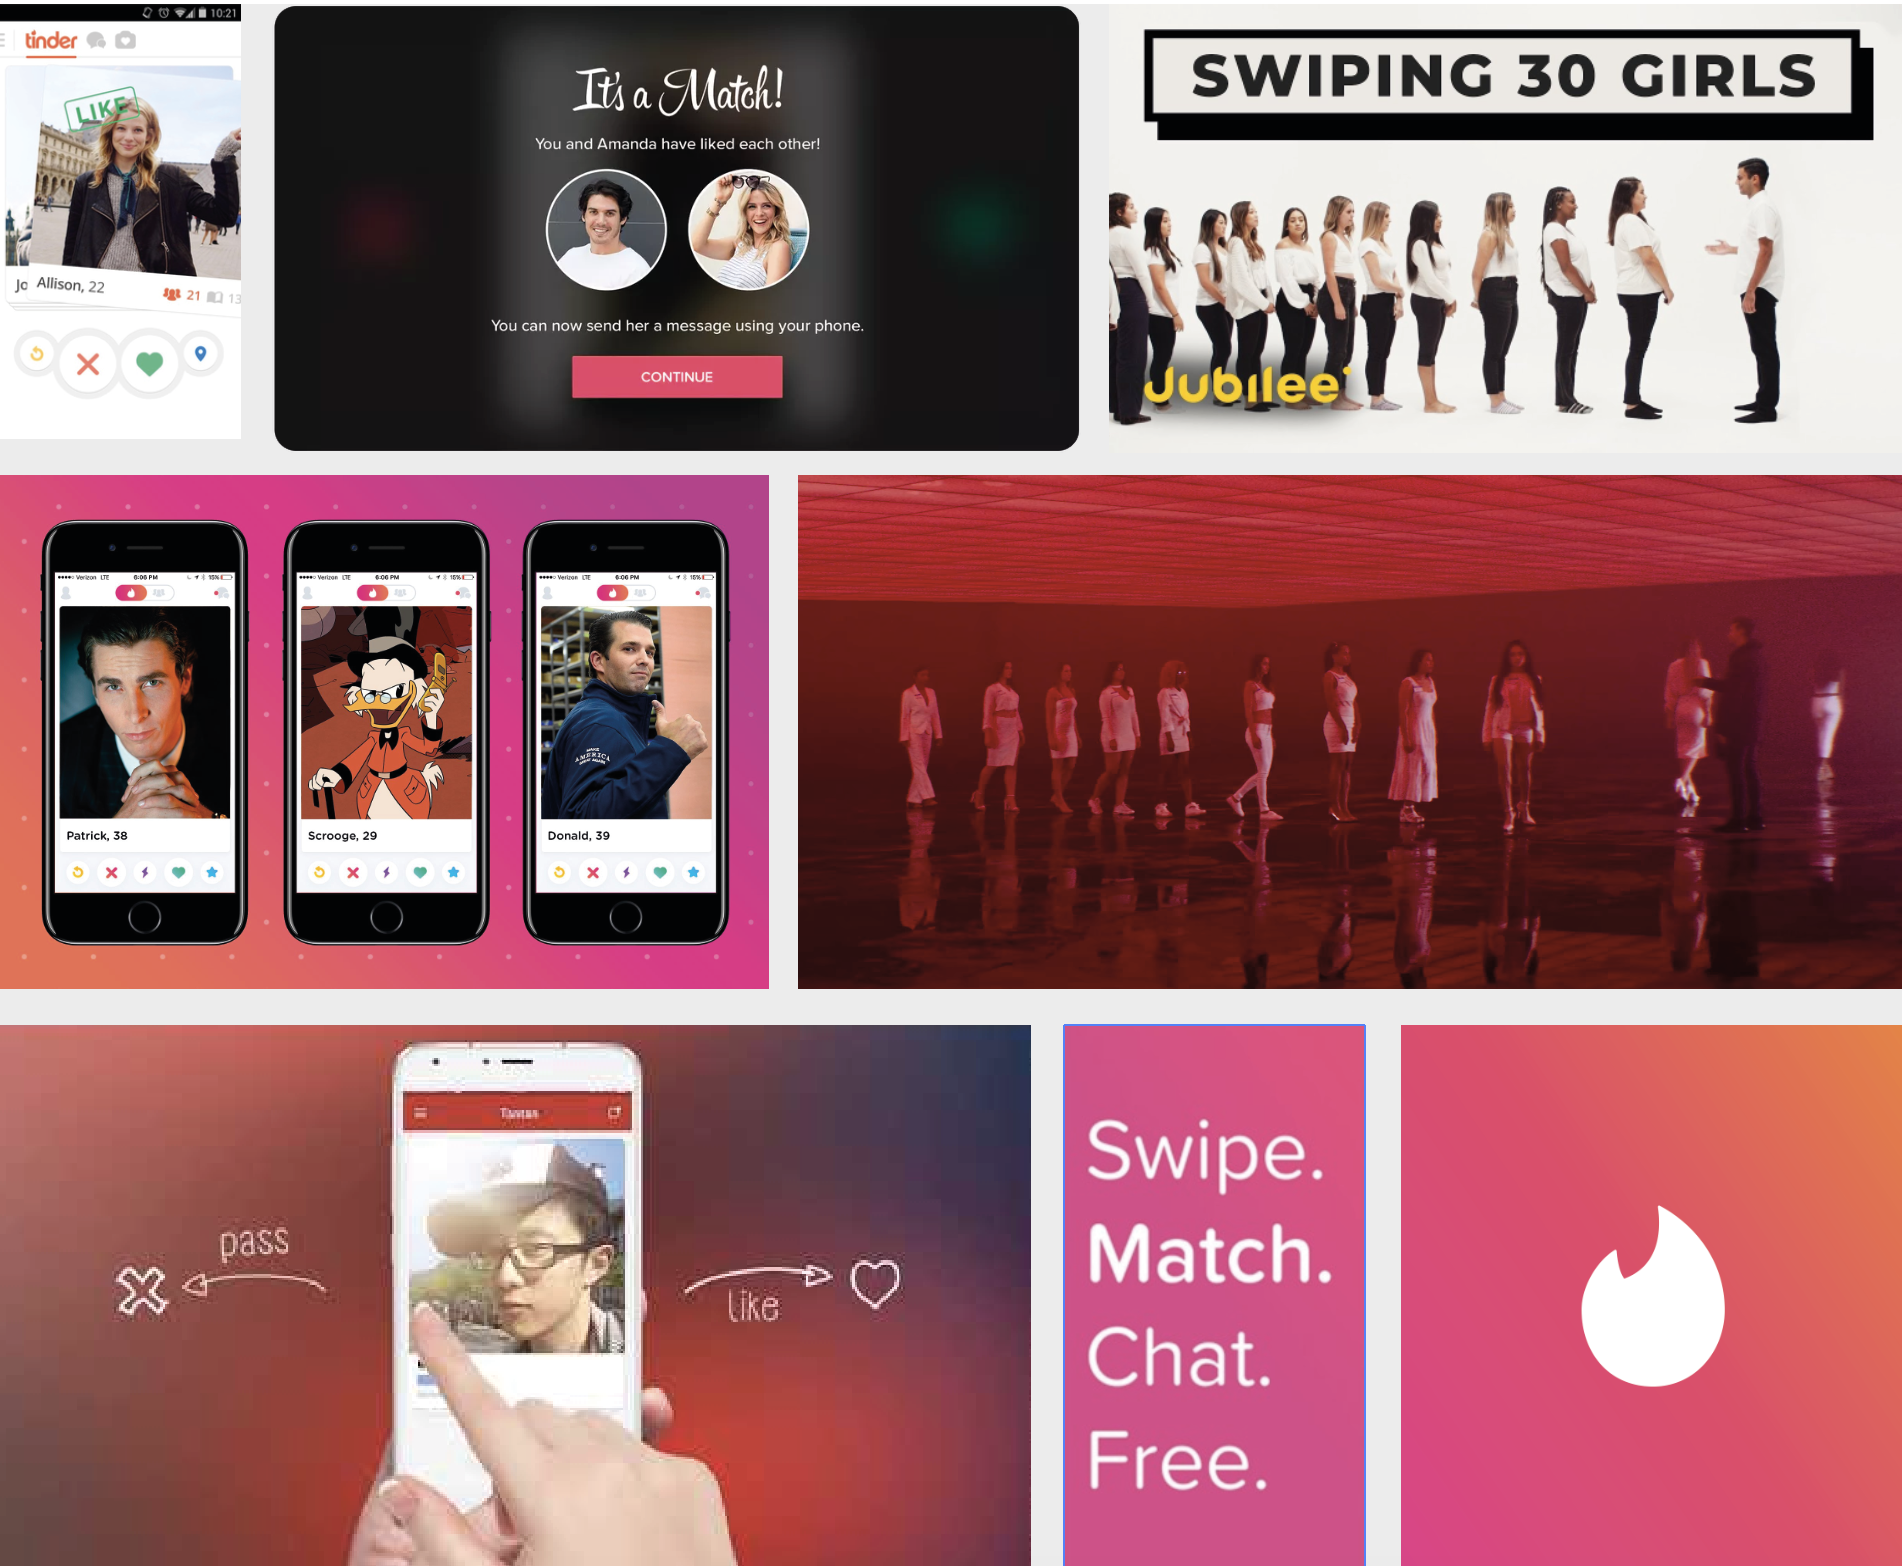 10:21
tinder
LIKE
Jo
Allison, 22
21
13
It's a Match!
You and Amanda have liked each other!
You can now send her a message using your phone.
CONTINUE
SWIPING 30 GIRLS
Jubilee
Verizon LTE 6:06 PM 15%
Verizon LTE 6:06 PM 15%
Verizon LTE 6:06 PM 15%
MAKE
AMERICA
GREAT AGAIN
Patrick, 38
Scrooge, 29
Donald, 39
pass
like
Swipe.
Match.
Chat.
Free.